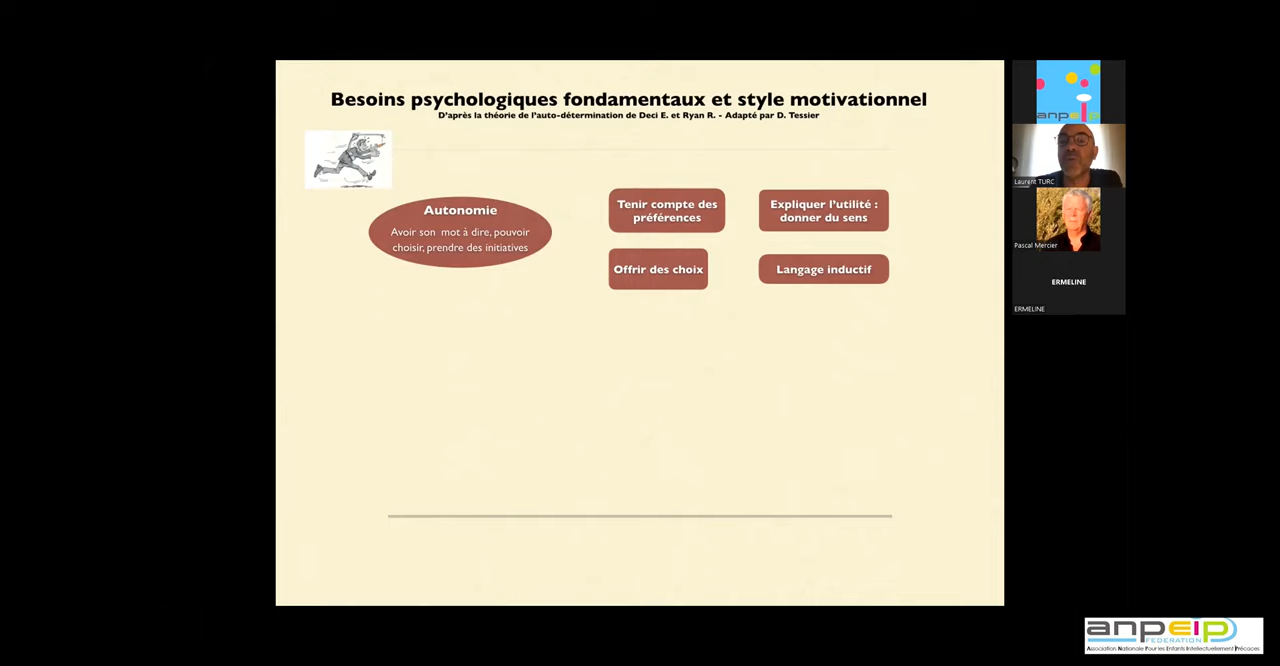 Besoins psychologiques fondamentaux et style motivationnel
D'après la théorie de l'auto-détermination de Deci E. et Ryan R. - Adapté par D. Tessier
Autonomie
Avoir son mot à dire, pouvoir
choisir, prendre des initiatives
Tenir compte des
préférences
Expliquer l'utilité :
donner du sens
Offrir des choix
Langage inductif
anpeip
Laurent TURC
Pascal Mercier
ERMELINE
ERMELINE
anpeip
FEDERATION
Association Nationale Pour les Enfants Intellectuellement Précoces